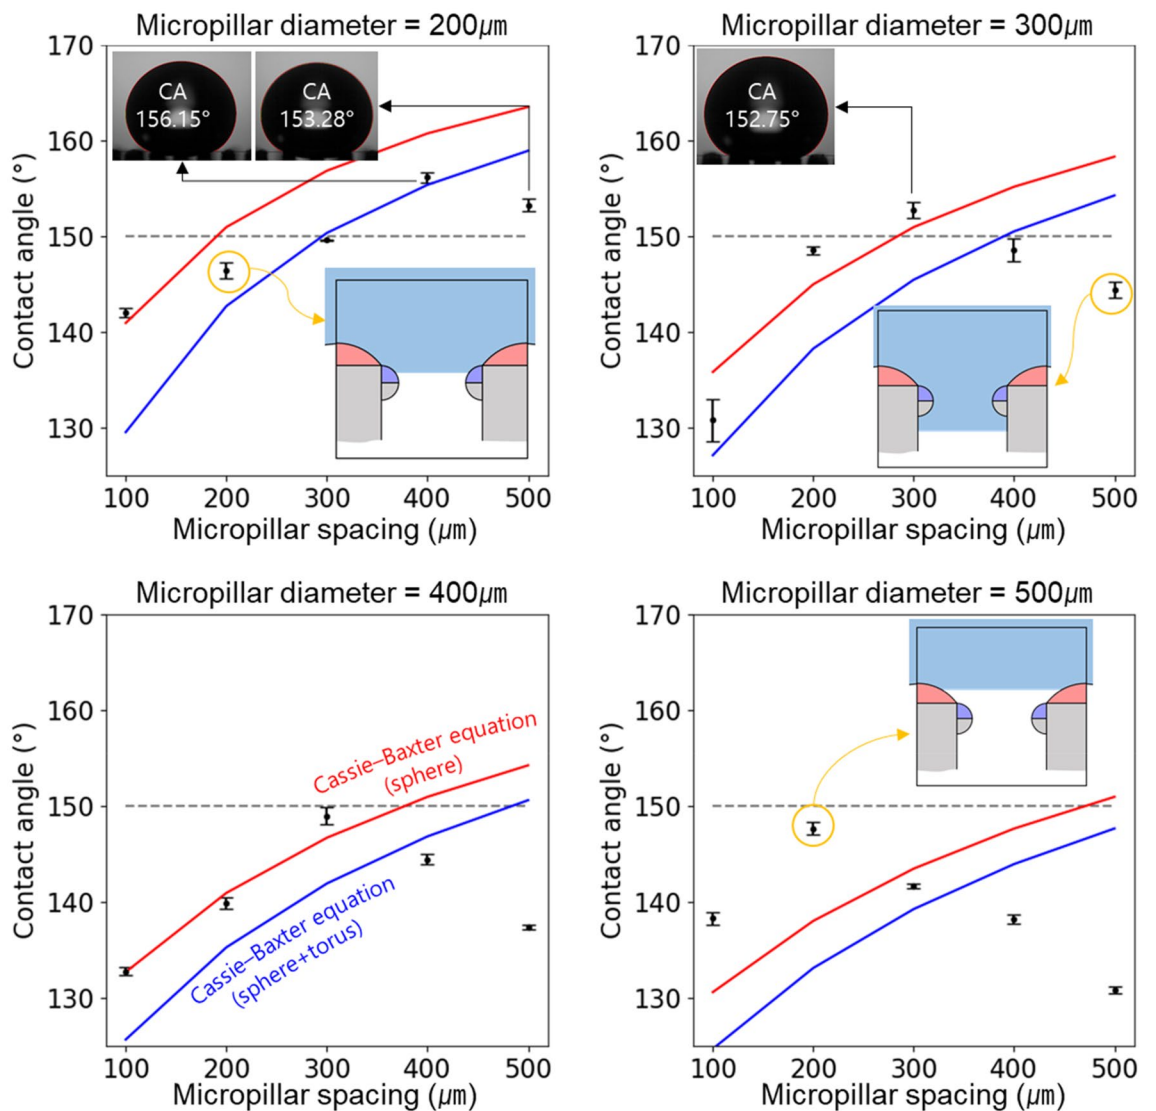 Micropillar diameter = 200㎛
170
160
150
140
130
Contact angle (°)
CA
156.15°
CA
153.28°
100 200 300 400 500
Micropillar spacing (㎛)
Micropillar diameter = 300㎛
170
160
150
140
130
Contact angle (°)
CA
152.75°
100 200 300 400 500
Micropillar spacing (㎛)
Micropillar diameter = 400㎛
170
160
150
140
130
Contact angle (°)
Cassie–Baxter equation
(sphere)
Cassie–Baxter equation
(sphere+torus)
100 200 300 400 500
Micropillar spacing (㎛)
Micropillar diameter = 500㎛
170
160
150
140
130
Contact angle (°)
100 200 300 400 500
Micropillar spacing (㎛)